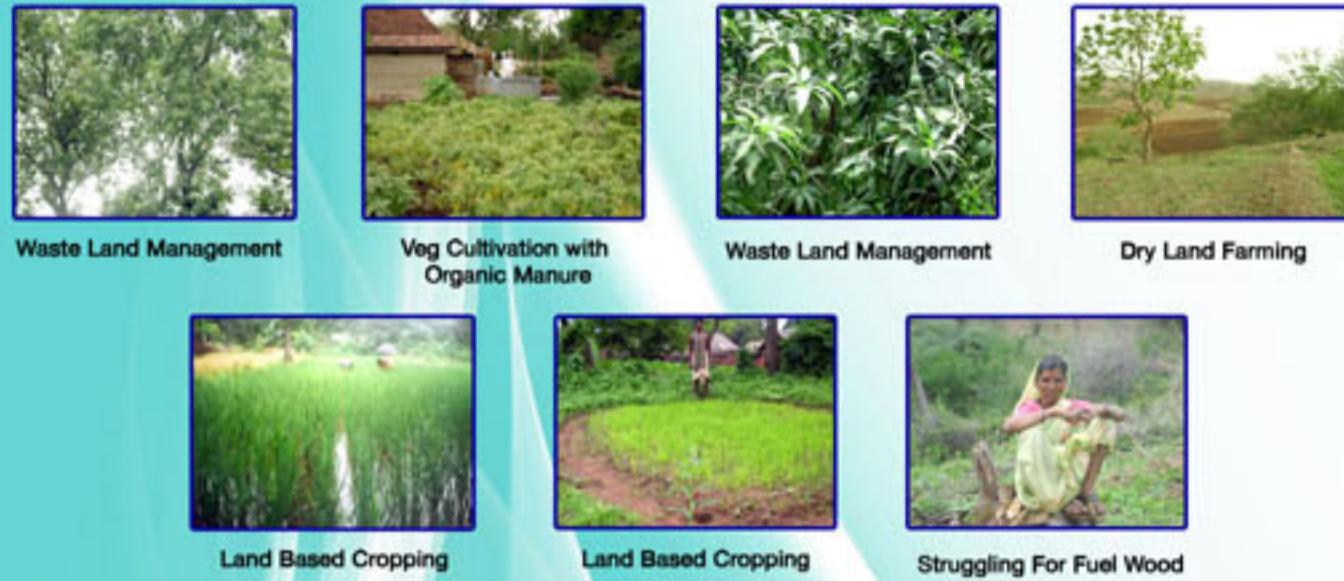 Waste Land Management
Veg Cultivation with
Organic Manure
Waste Land Management
Dry Land Farming
Land Based Cropping
Land Based Cropping
Struggling For Fuel Wood